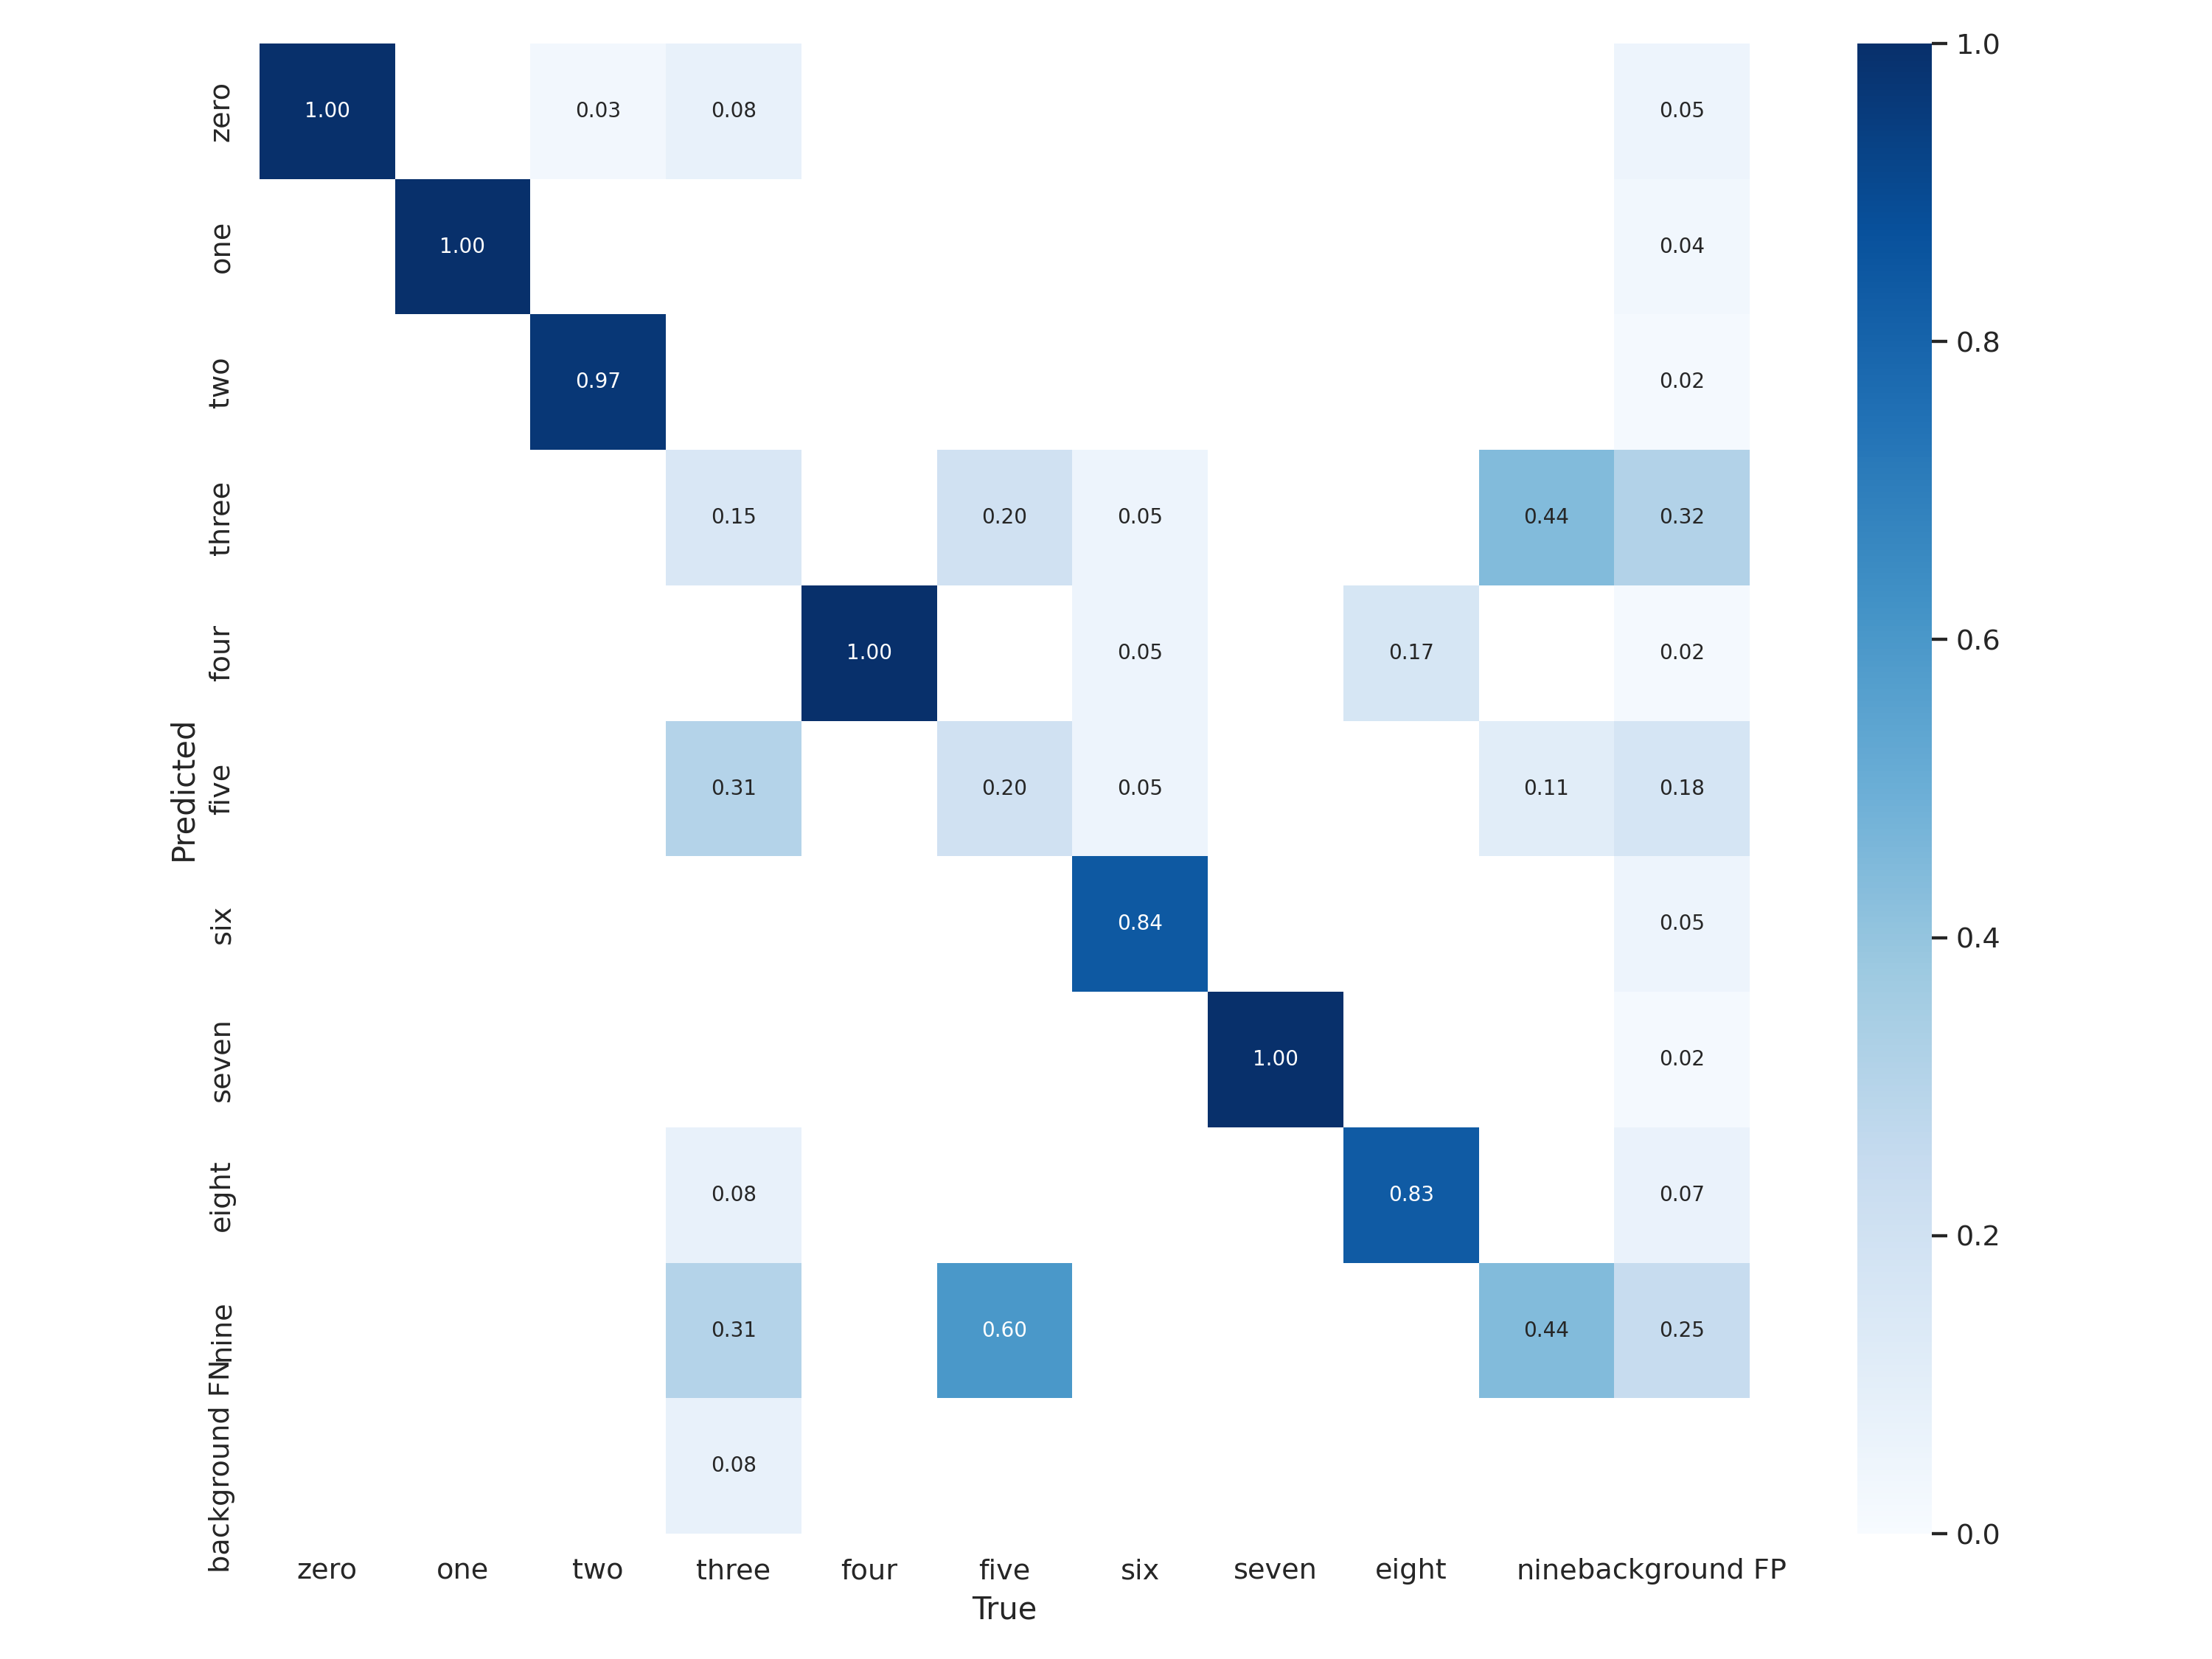 1.0
zero 1.00 0.03 0.08 0.05
one 1.00 0.04
0.8
two 0.97 0.02
three 0.15 0.20 0.05 0.44 0.32
0.6
four 1.00 0.05 0.17 0.02
Predicted
five 0.31 0.20 0.05 0.11 0.18
six 0.84 0.05
0.4
seven 1.00 0.02
eight 0.08 0.83 0.07
0.2
nine 0.31 0.60 0.44 0.25
background FN 0.08
0.0
zero one two three four five six seven eight nine background FP
True